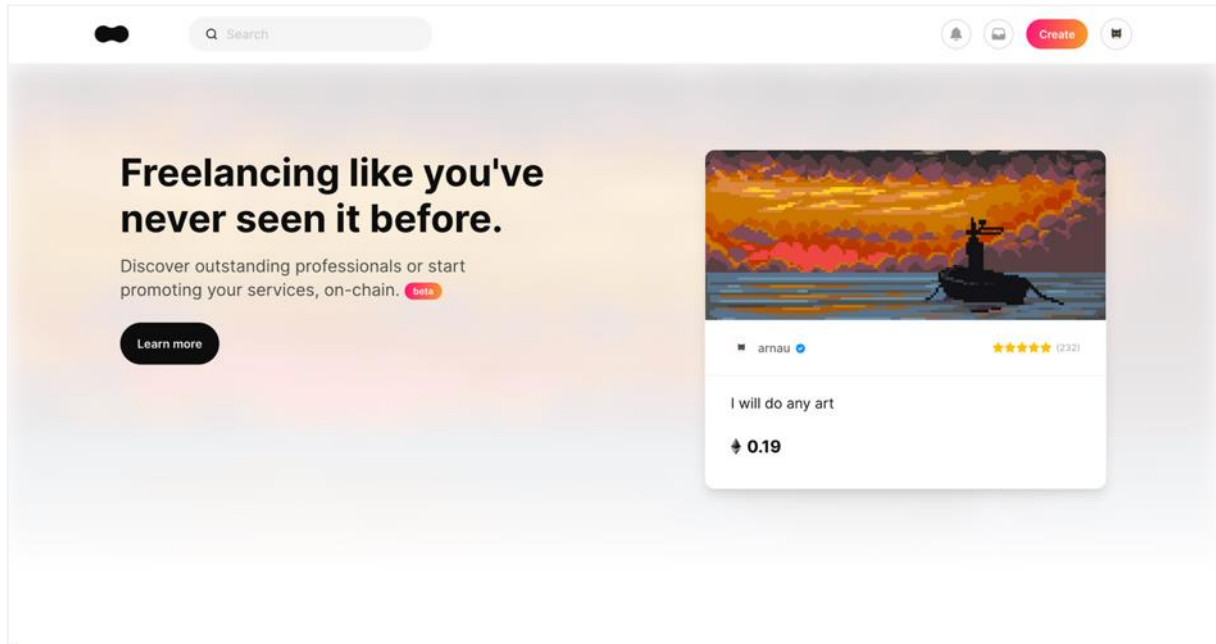 Search
Create
Freelancing like you've
never seen it before.
Discover outstanding professionals or start
promoting your services, on-chain. beta
Learn more
arnau (232)
I will do any art
0.19